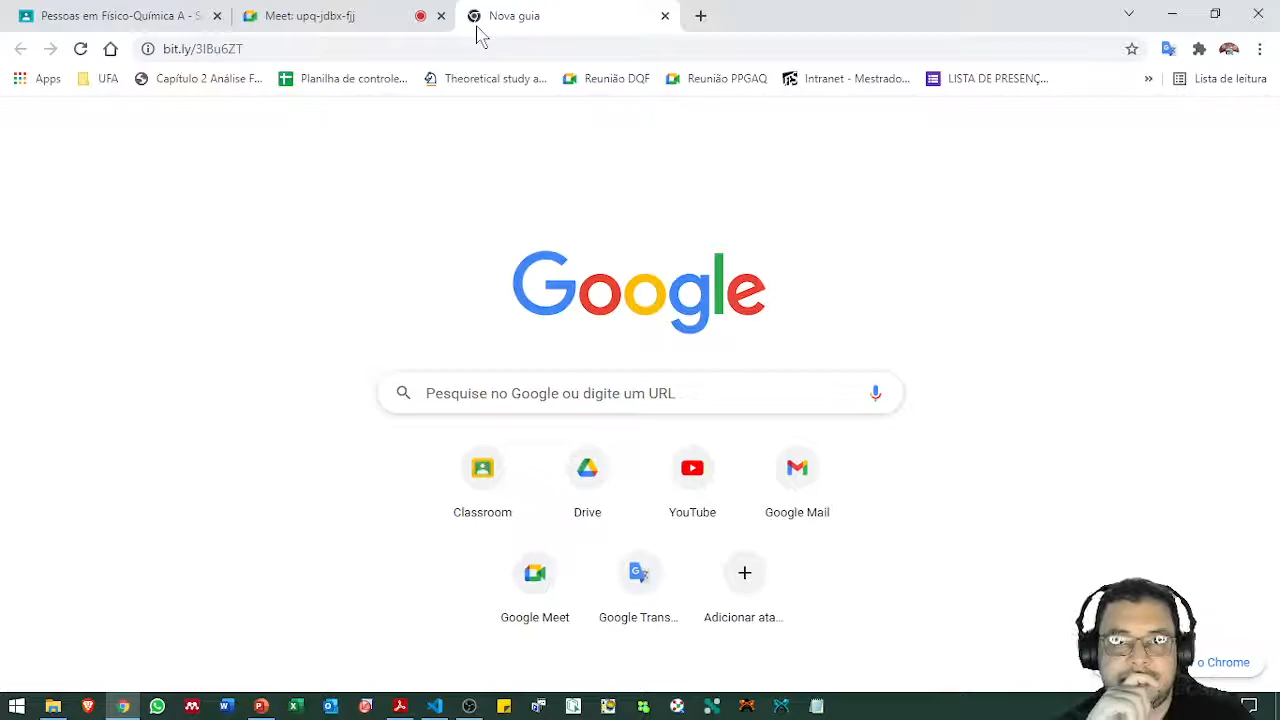 Pessoas em Físico-Química A - S
Meet: upq-jdbx-fjj
Nova guia
bit.ly/3IBu6ZT
Apps
UFA
Capítulo 2 Análise F...
Planilha de controle...
Theoretical study a...
Reunião DQF
Reunião PPGAQ
Intranet - Mestrado...
LISTA DE PRESENÇ...
»
Lista de leitura
Google
Pesquise no Google ou digite um URL
Classroom
Drive
YouTube
Google Mail
Google Meet
Google Trans...
Adicionar ata...
o Chrome